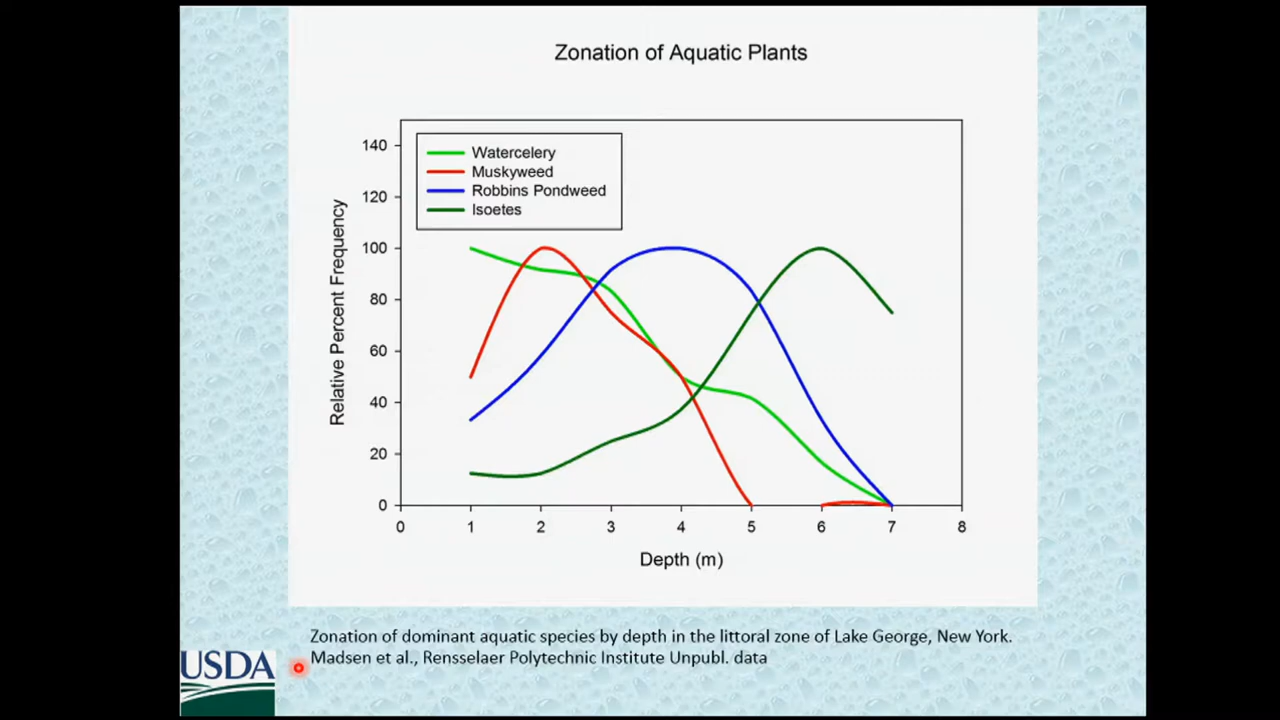 Zonation of Aquatic Plants
140
120
100
80
60
40
20
0
Relative Percent Frequency
Watercelery
Muskyweed
Robbins Pondweed
Isoetes
0 1 2 3 4 5 6 7 8
Depth (m)
Zonation of dominant aquatic species by depth in the littoral zone of Lake George, New York.
Madsen et al., Rensselaer Polytechnic Institute Unpubl. data
USDA